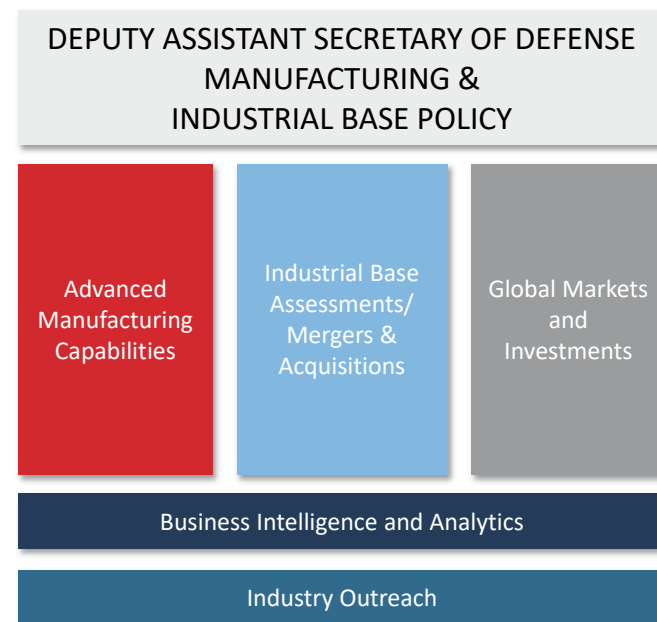 DEPUTY ASSISTANT SECRETARY OF DEFENSE
MANUFACTURING &
INDUSTRIAL BASE POLICY
Advanced
Manufacturing
Capabilities
Industrial Base
Assessments/
Mergers &
Acquisitions
Global Markets
and
Investments
Business Intelligence and Analytics
Industry Outreach